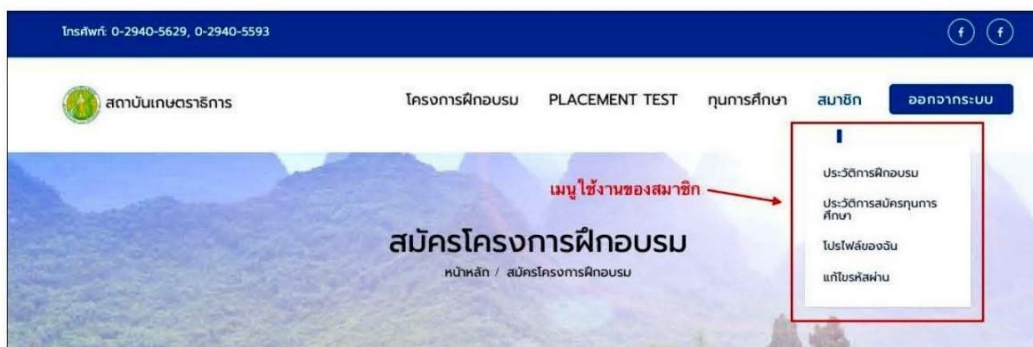 โทรศัพท์: 0-2940-5629, 0-2940-5593
สถาบันเกษตราธิการ
โครงการฝึกอบรม PLACEMENT TEST ทุนการศึกษา สมาชิก ออกจากระบบ
เมนูใช้งานของสมาชิก
ประวัติการฝึกอบรม
ประวัติการสมัครทุนการ
ศึกษา
โปรไฟล์ของฉัน
แก้ไขรหัสผ่าน
สมัครโครงการฝึกอบรม
หน้าหลัก / สมัครโครงการฝึกอบรม